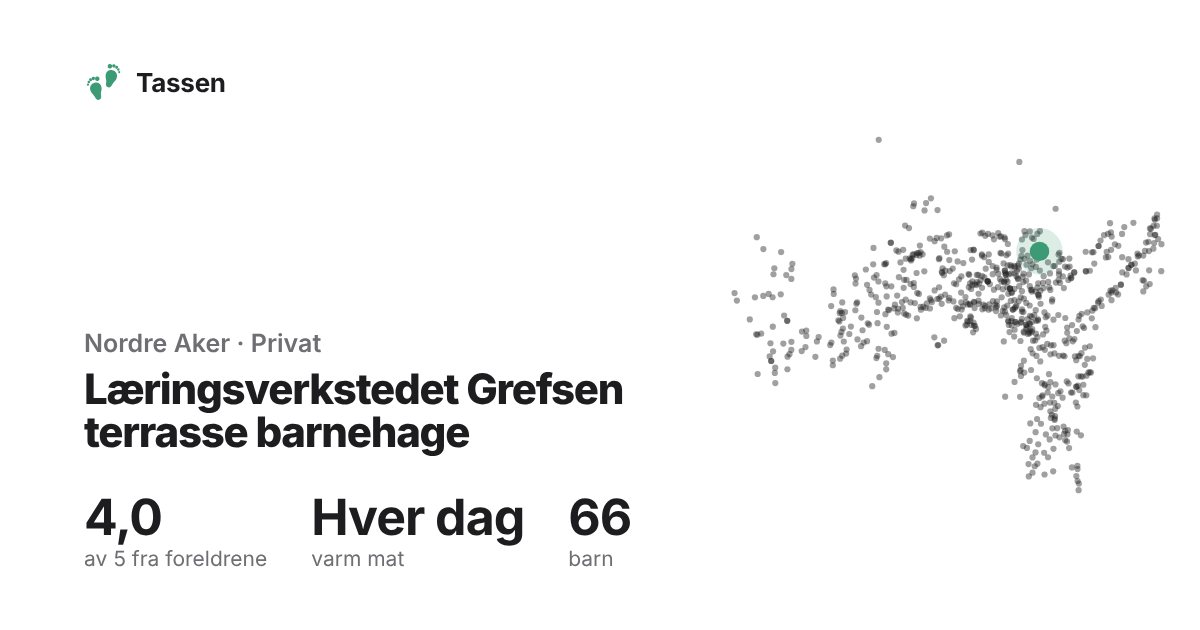 Tassen
Nordre Aker · Privat
Læringsverkstedet Grefsen
terrasse barnehage
4,0
av 5 fra foreldrene
Hver dag
varm mat
66
barn